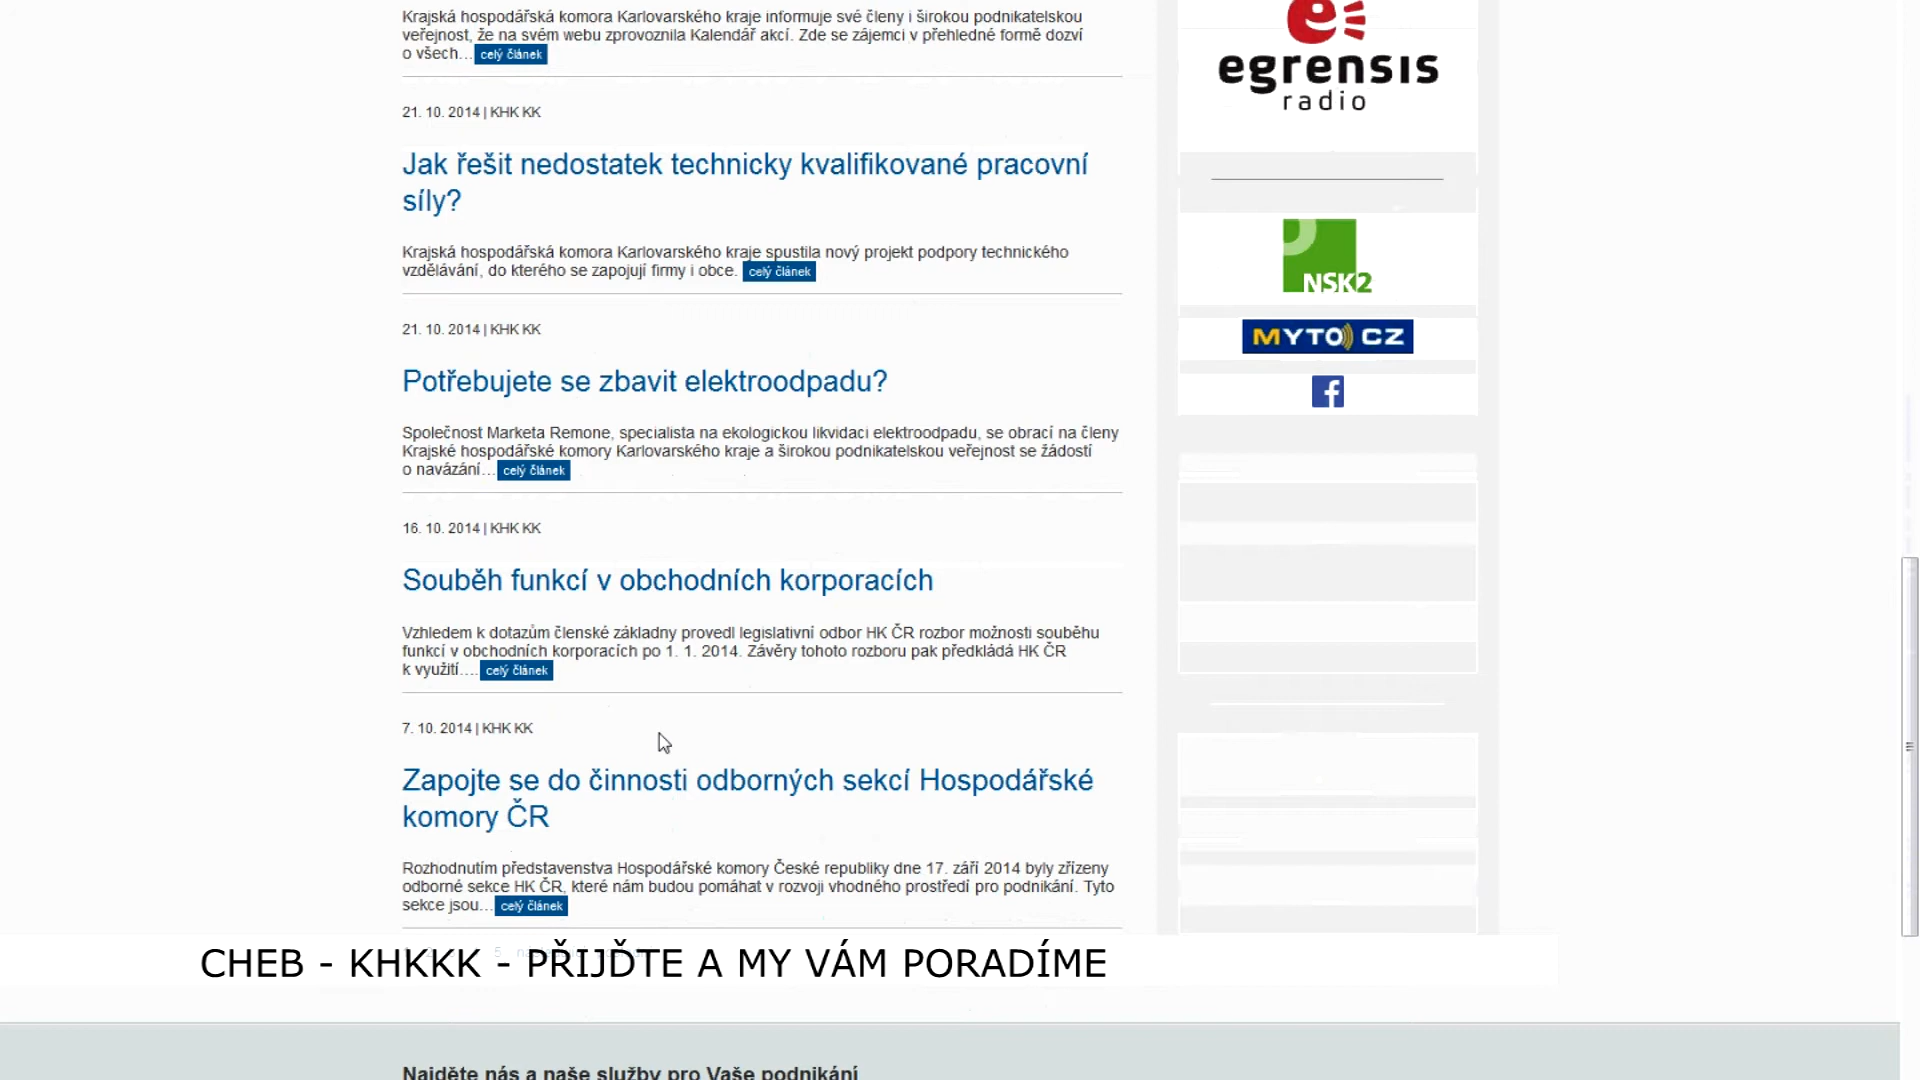 Krajská hospodářská komora Karlovarského kraje informuje své členy i širokou podnikatelskou
veřejnost, že na svém webu zprovoznila Kalendář akcí. Zde se zájemci v přehledné formě dozví
o všech... celý článek
21. 10. 2014 | KHK KK
Jak řešit nedostatek technicky kvalifikované pracovní
síly?
Krajská hospodářská komora Karlovarského kraje spustila nový projekt podpory technického
vzdělávání, do kterého se zapojují firmy i obce. celý článek
21. 10. 2014 | KHK KK
Potřebujete se zbavit elektroodpadu?
Společnost Marketa Remone, specialista na ekologickou likvidaci elektroodpadu, se obrací na členy
Krajské hospodářské komory Karlovarského kraje a širokou podnikatelskou veřejnost se žádostí
o navázání... celý článek
16. 10. 2014 | KHK KK
Souběh funkcí v obchodních korporacích
Vzhledem k dotazům členské základny provedl legislativní odbor HK ČR rozbor možnosti souběhu
funkcí v obchodních korporacích po 1. 1. 2014. Závěry tohoto rozboru pak předkládá HK ČR
k využití.... celý článek
7. 10. 2014 | KHK KK
Zapojte se do činnosti odborných sekcí Hospodářské
komory ČR
Rozhodnutím představenstva Hospodářské komory České republiky dne 17. září 2014 byly zřízeny
odborné sekce HK ČR, které nám budou pomáhat v rozvoji vhodného prostředí pro podnikání. Tyto
sekce jsou... celý článek
egrensis
radio
NSK2
MYTO CZ
f
CHEB - KHKKK - PŘIJĎTE A MY VÁM PORADÍME
Najděte nás a naše služby pro Vaše podnikání